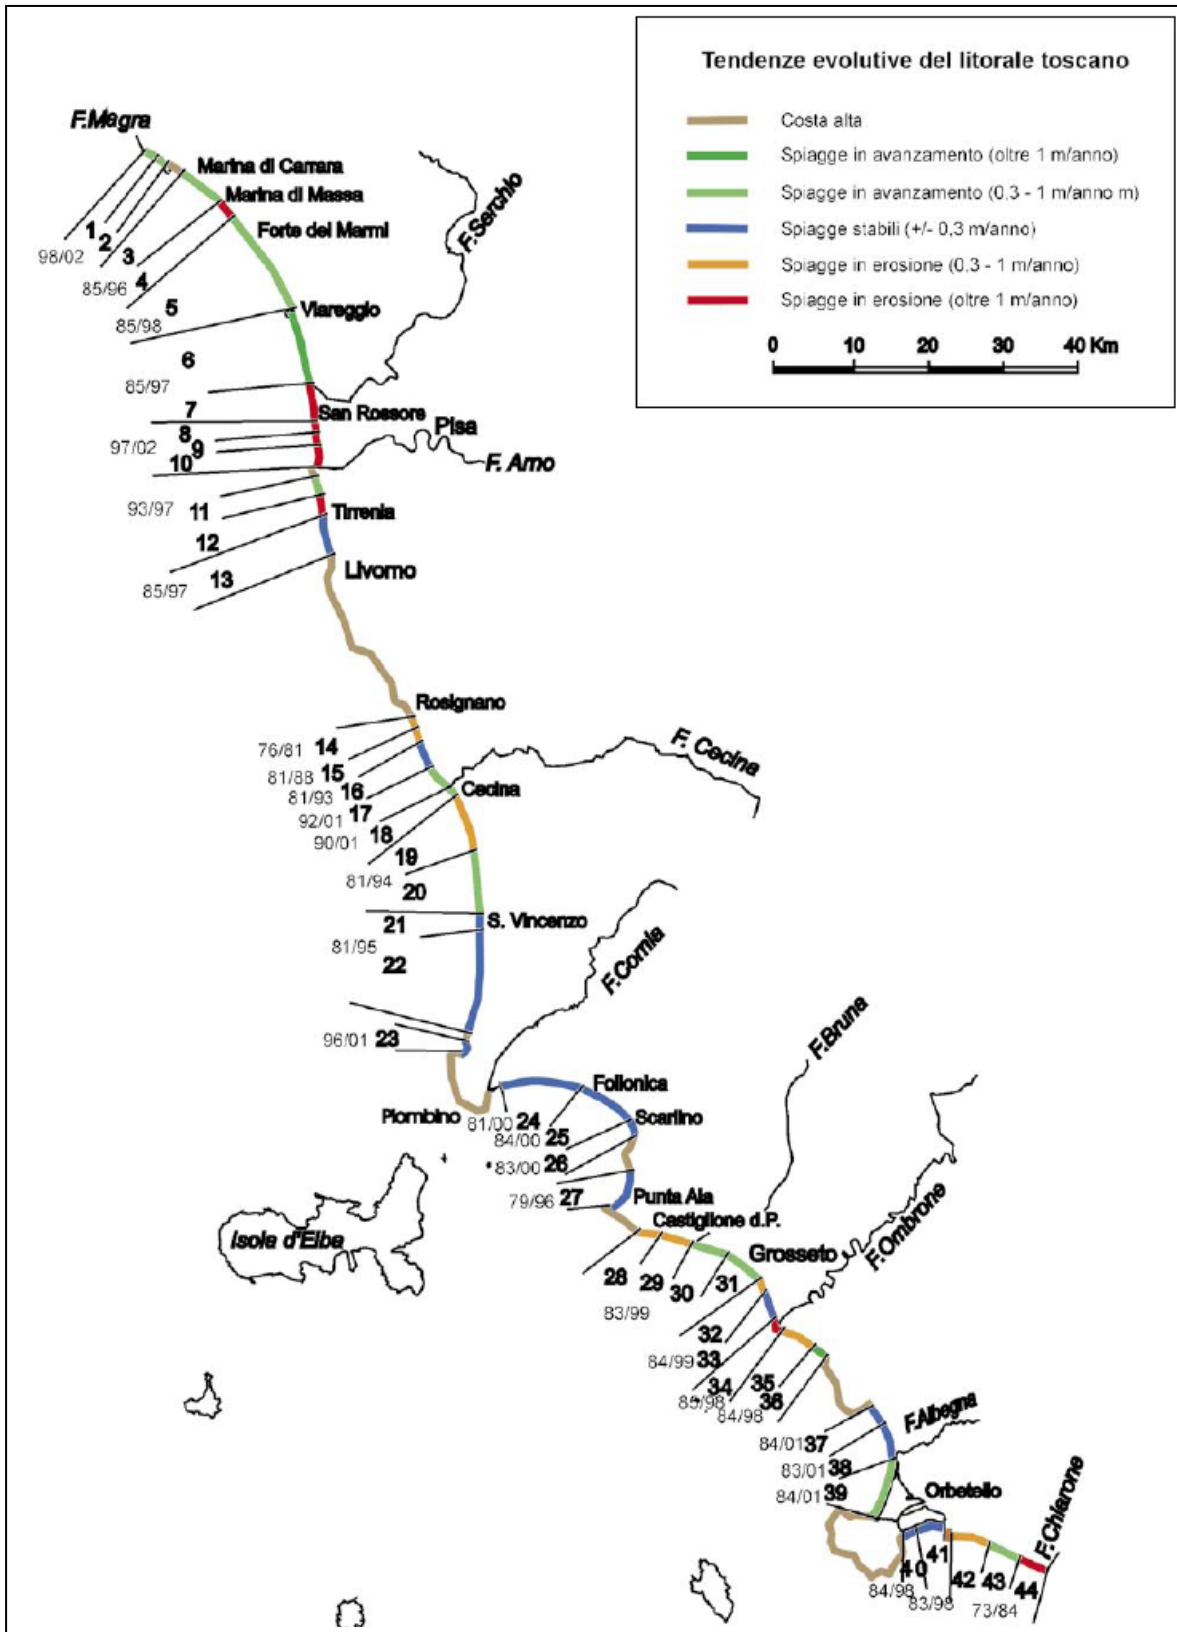 Tendenze evolutive del litorale toscano
Costa alta
Spiagge in avanzamento (oltre 1 m/anno)
Spiagge in avanzamento (0,3 - 1 m/anno m)
Spiagge stabili (+/- 0,3 m/anno)
Spiagge in erosione (0,3 - 1 m/anno)
Spiagge in erosione (oltre 1 m/anno)
0 10 20 30 40 Km
F.Magra
Marina di Carrara
Marina di Massa
Forte dei Marmi
F.Serchio
1
2
98/02
3
85/96
4
5
85/98
Viareggio
6
85/97
7
San Rossore
8
Pisa
97/02
9
10
F. Arno
93/97
11
Tirrenia
12
85/97
13
Livorno
Rosignano
76/81
14
81/88
15
81/93
16
F. Cecina
Cecina
92/01
17
90/01
18
19
81/94
20
21
S. Vincenzo
81/95
22
F.Cornia
96/01
23
F.Bruna
Follonica
Piombino
81/00
24
Scarlino
84/00
25
83/00
26
79/96
27
Punta Ala
Castiglione d.P.
F.Ombrone
Isola d'Elba
Grosseto
28
29
30
31
83/99
32
84/99
33
34
35
85/98
84/98
36
84/01
37
F.Albegna
83/01
38
84/01
39
Orbetello
F.Chiarone
40
41
42
43
44
84/98
83/98
73/84